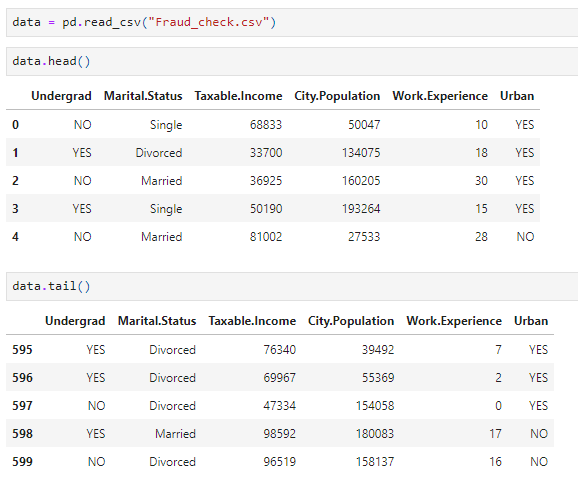 data = pd.read_csv("Fraud_check.csv")
data.head()
Undergrad Marital.Status Taxable.Income City.Population Work.Experience Urban
0 NO Single 68833 50047 10 YES
1 YES Divorced 33700 134075 18 YES
2 NO Married 36925 160205 30 YES
3 YES Single 50190 193264 15 YES
4 NO Married 81002 27533 28 NO
data.tail()
Undergrad Marital.Status Taxable.Income City.Population Work.Experience Urban
595 YES Divorced 76340 39492 7 YES
596 YES Divorced 69967 55369 2 YES
597 NO Divorced 47334 154058 0 YES
598 YES Married 98592 180083 17 NO
599 NO Divorced 96519 158137 16 NO